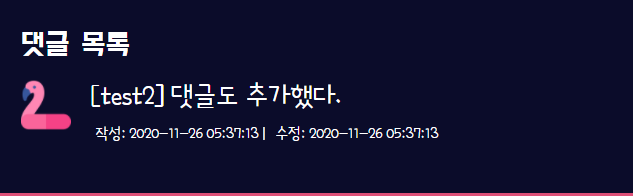 댓글 목톡
[test2] 댓글도 추가했다.
작성: 2020-11-26 05:37:13 | 수정: 2020-11-26 05:37:13